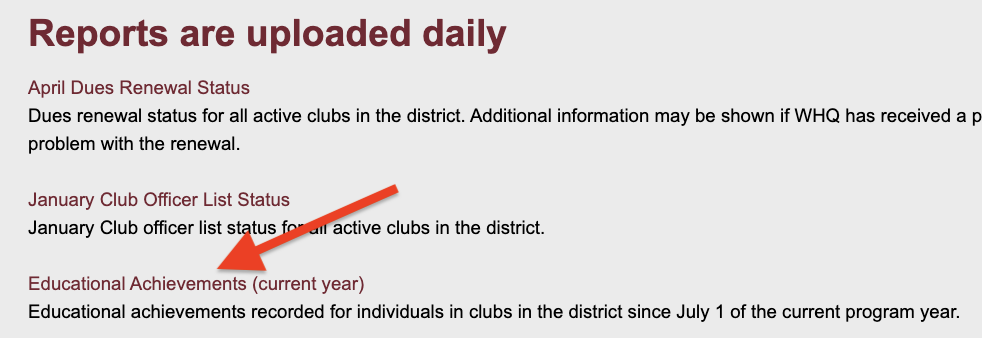 Reports are uploaded daily
April Dues Renewal Status
Dues renewal status for all active clubs in the district. Additional information may be shown if WHQ has received a p
problem with the renewal.
January Club Officer List Status
January Club officer list status for all active clubs in the district.
Educational Achievements (current year)
Educational achievements recorded for individuals in clubs in the district since July 1 of the current program year.